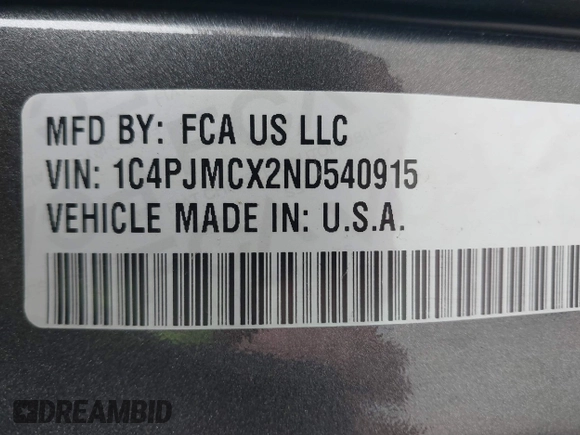 MFD BY: FCA US LLC
VIN: 1C4PJMCX2ND540915
VEHICLE MADE IN: U.S.A.
DREAMBID